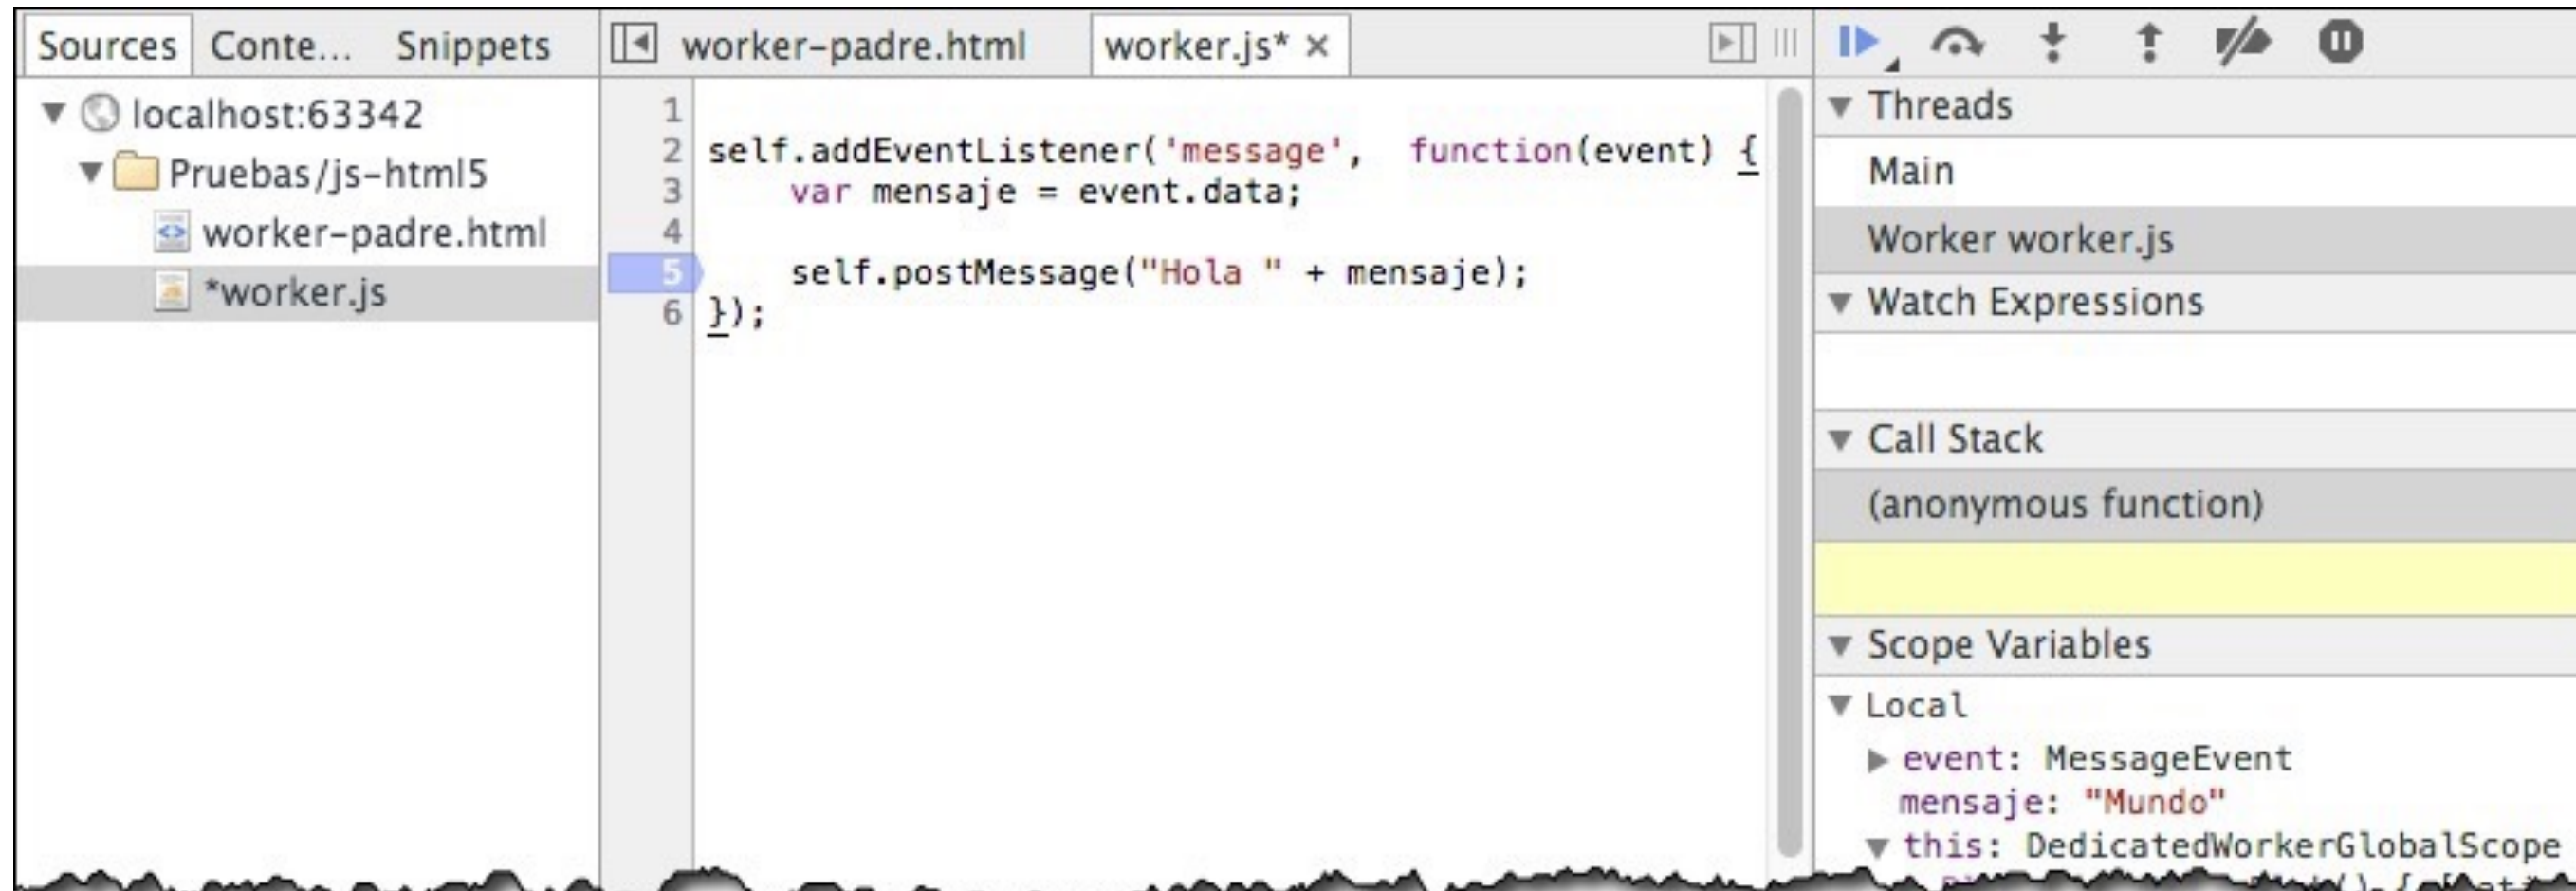 Sources Conte... Snippets
localhost:63342
Pruebas/js-html5
worker-padre.html
*worker.js
worker-padre.html worker.js* ×
1
2 self.addEventListener('message',  function(event) {
3     var mensaje = event.data;
4
5     self.postMessage("Hola " + mensaje);
6 });
Threads
Main
Worker worker.js
Watch Expressions
Call Stack
(anonymous function)
Scope Variables
Local
event: MessageEvent
mensaje: "Mundo"
this: DedicatedWorkerGlobalScope